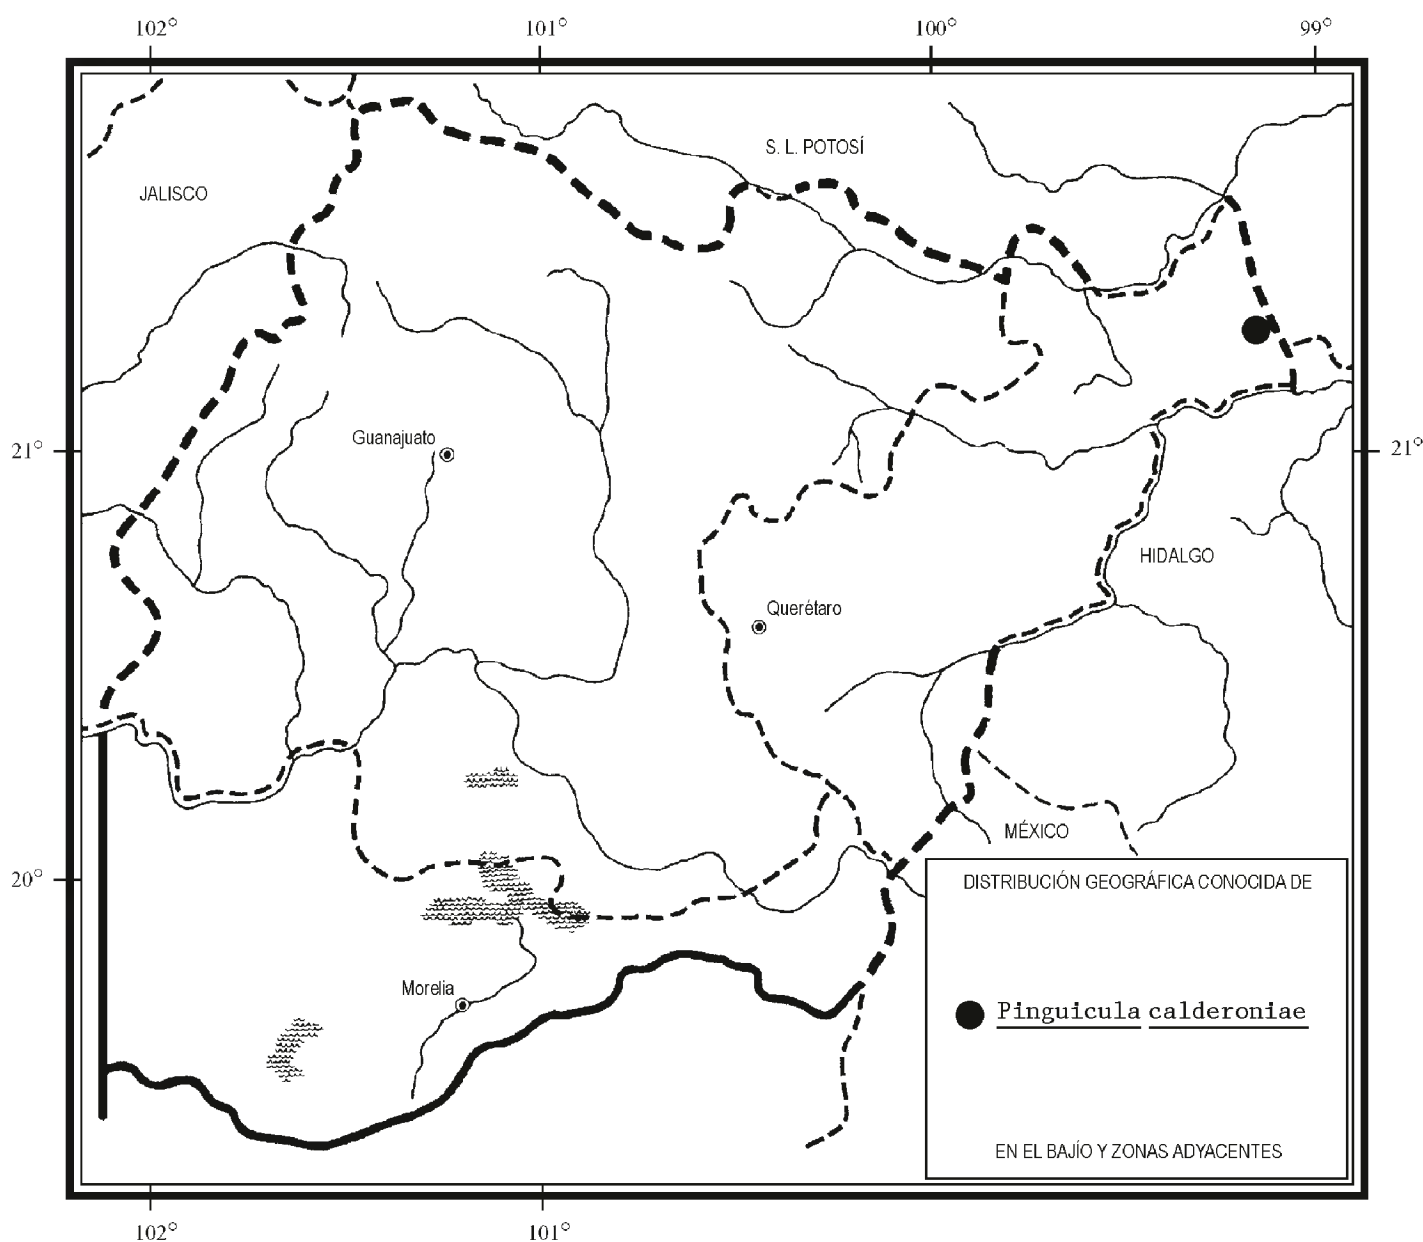 102° 101° 100° 99°
S. L. POTOSÍ
JALISCO
Guanajuato
21° 21°
HIDALGO
Querétaro
MÉXICO
20°
DISTRIBUCIÓN GEOGRÁFICA CONOCIDA DE
Morelia
Pinguicula calderoniae
EN EL BAJÍO Y ZONAS ADYACENTES
102° 101°